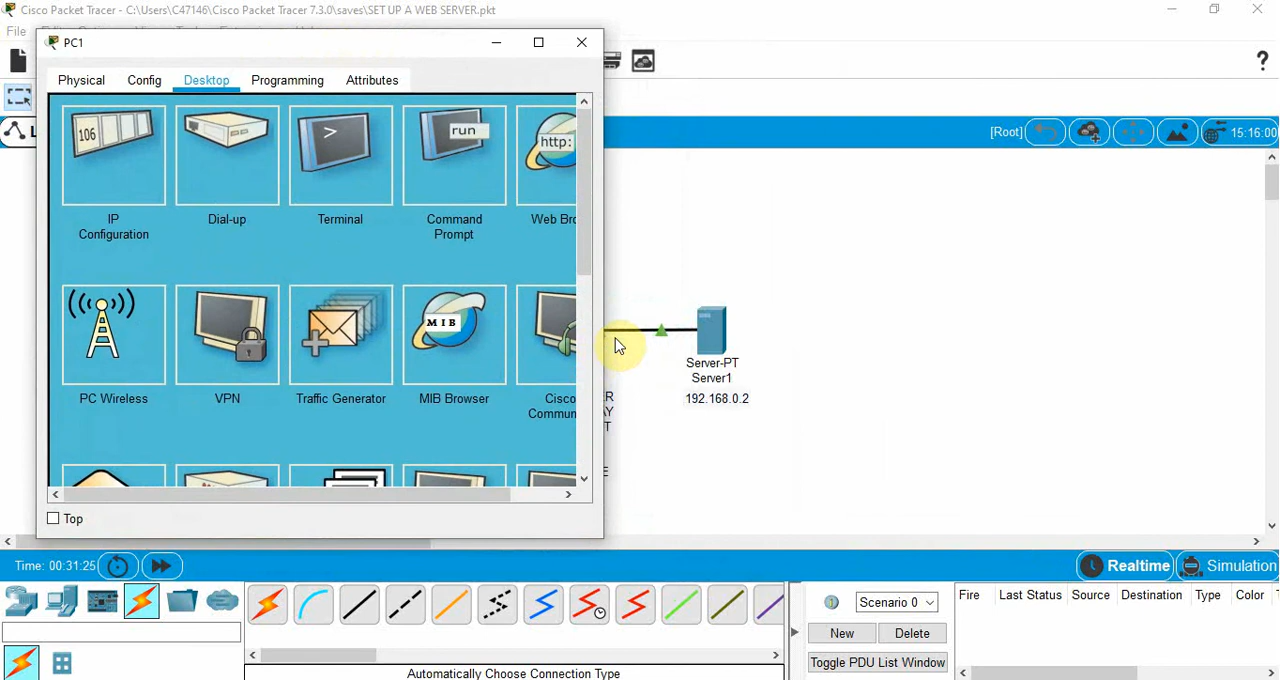 Cisco Packet Tracer - C:\Users\C47146\Cisco Packet Tracer 7.3.0\saves\SET UP A WEB SERVER.pkt
File
PC1
Physical Config Desktop Programming Attributes
106
>
run
http:
IP Configuration
Dial-up
Terminal
Command Prompt
Web Bro
MIB
PC Wireless
VPN
Traffic Generator
MIB Browser
Cisco
Commun
Top
?
L
[Root]
15:16:00
Server-PT
Server1
192.168.0.2
R
AY
T
E
Time: 00:31:25
Realtime
Simulation
Scenario 0
New
Delete
Toggle PDU List Window
Fire Last Status Source Destination Type Color T
Automatically Choose Connection Type